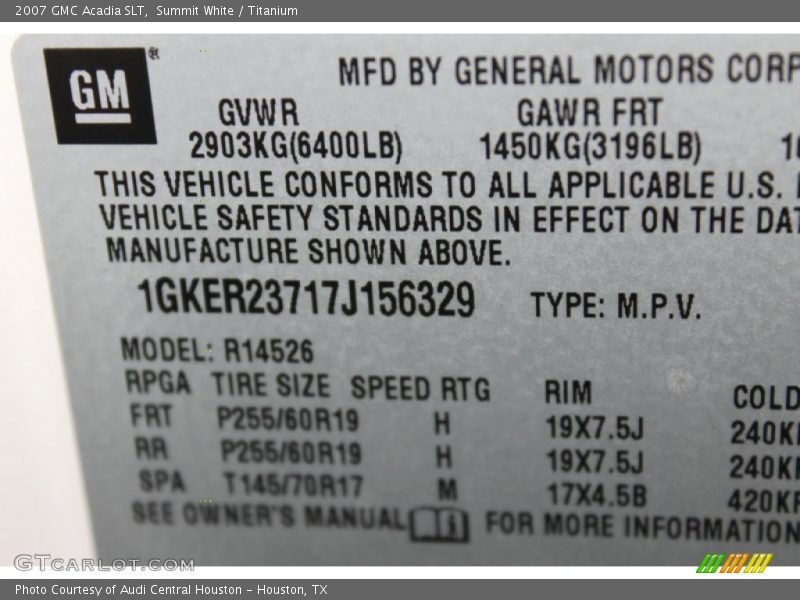 2007 GMC Acadia SLT,  Summit White / Titanium
GM®
MFD BY GENERAL MOTORS CORP
GVWR GAWR FRT
2903KG(6400LB) 1450KG(3196LB)
THIS VEHICLE CONFORMS TO ALL APPLICABLE U.S.
VEHICLE SAFETY STANDARDS IN EFFECT ON THE DAT
MANUFACTURE SHOWN ABOVE.
1GKER23717J156329 TYPE: M.P.V.
MODEL: R14526
RPGA TIRE SIZE SPEED RTG RIM COLD
FRT P255/60R19 H 19X7.5J 240KP
RR P255/60R19 H 19X7.5J 240KP
SPA T145/70R17 M 17X4.5B 420KP
SEE OWNER'S MANUAL i FOR MORE INFORMATION
GTCARLOT.COM
Photo Courtesy of Audi Central Houston – Houston, TX